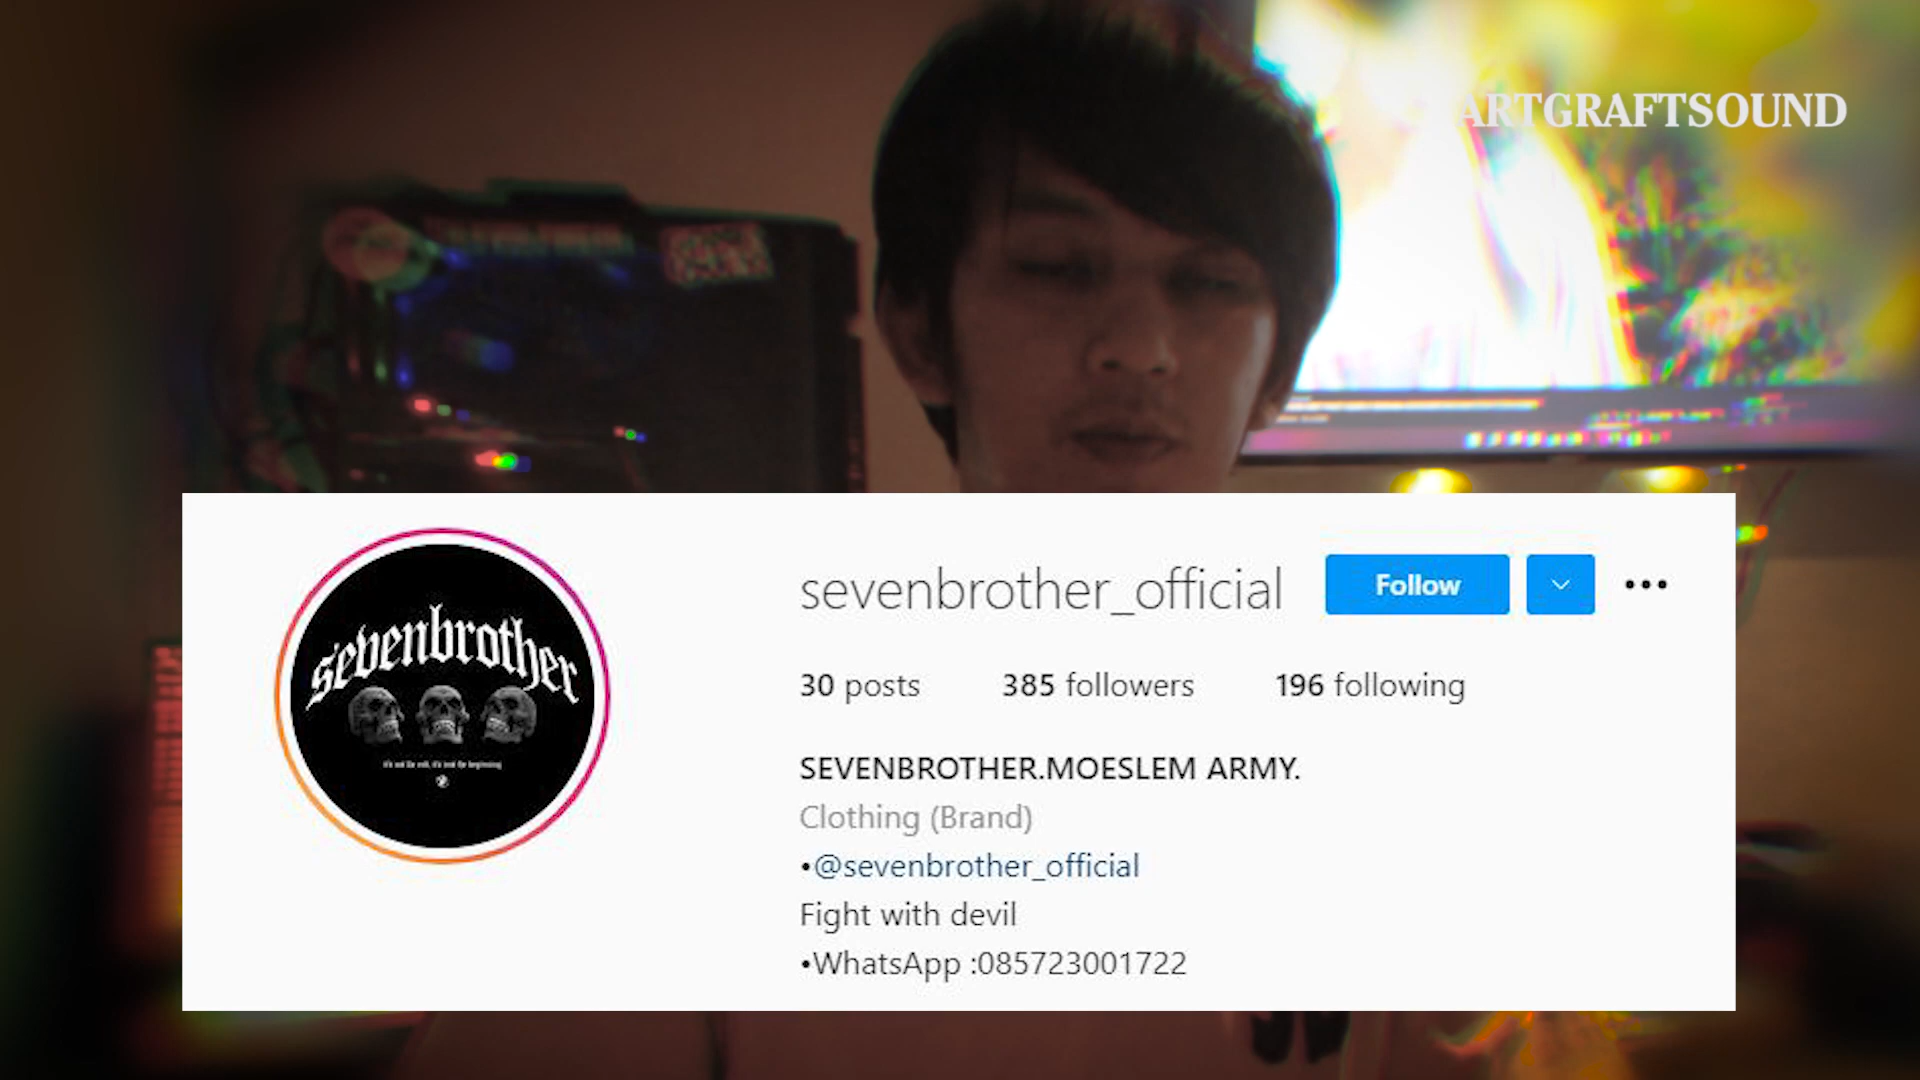 ARTGRAFTSOUND
sevenbrother_official
Follow
30 posts 385 followers 196 following
sevenbrother
SEVENBROTHER.MOESLEM ARMY.
Clothing (Brand)
•@sevenbrother_official
Fight with devil
•WhatsApp :085723001722